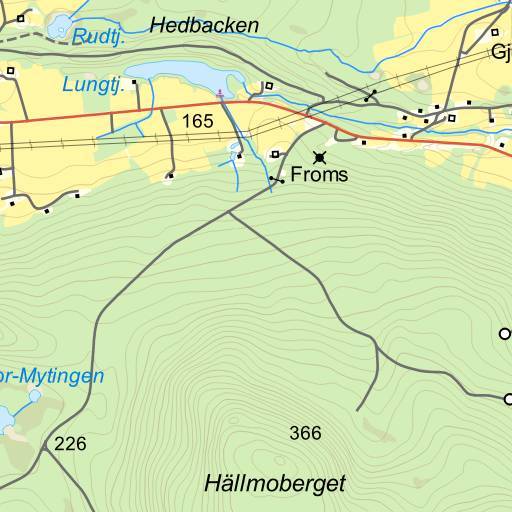 Hedbacken
Rudtj.
Gj
Lungtj.
165
Froms
or-Mytingen
366
226
Hällmoberget